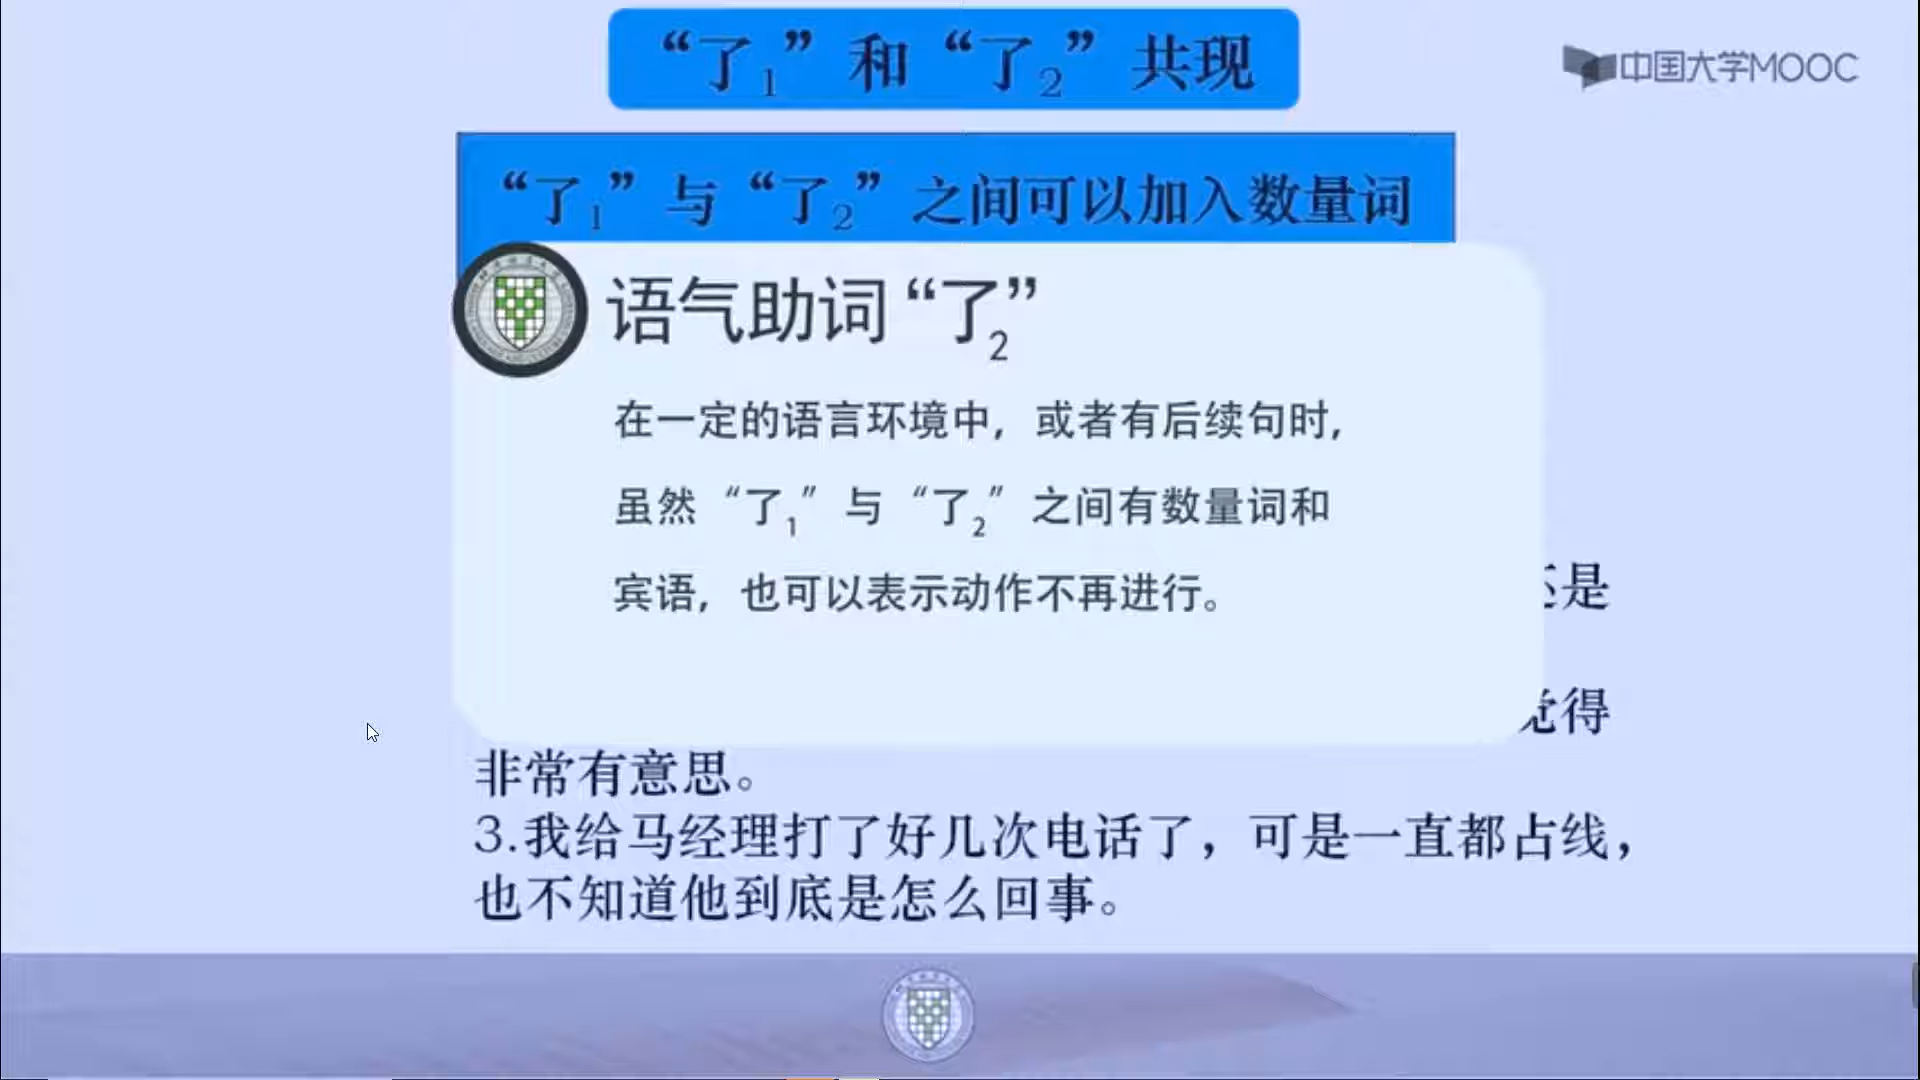 “了1”和“了2”共现
中国大学MOOC
“了1”与“了2”之间可以加入数量词
语气助词“了2”
在一定的语言环境中，或者有后续句时，
虽然“了1”与“了2”之间有数量词和
宾语，也可以表示动作不再进行。
是
得
非常有意思。
3.我给马经理打了好几次电话了，可是一直都占线，
也不知道他到底是怎么回事。